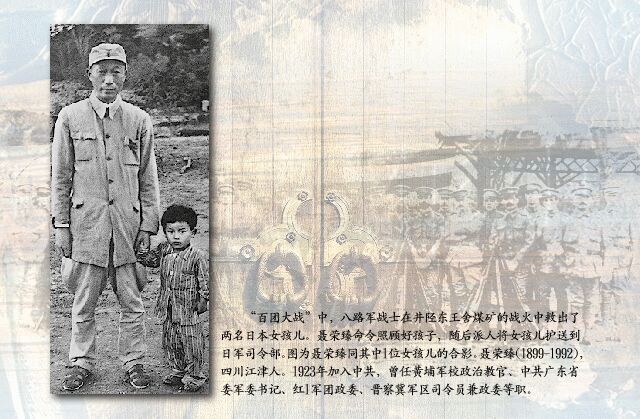 “百团大战”中，八路军战士在井陉东王舍煤矿的战火中救出了
两名日本女孩儿。聂荣臻命令照顾好孩子，随后派人将女孩儿护送到
日军司令部。图为聂荣臻同其中1位女孩儿的合影。聂荣臻(1899-1992)，
四川江津人。1923年加入中共，曾任黄埔军校政治教官、中共广东省
委军委书记、红1军团政委、晋察冀军区司令员兼政委等职。